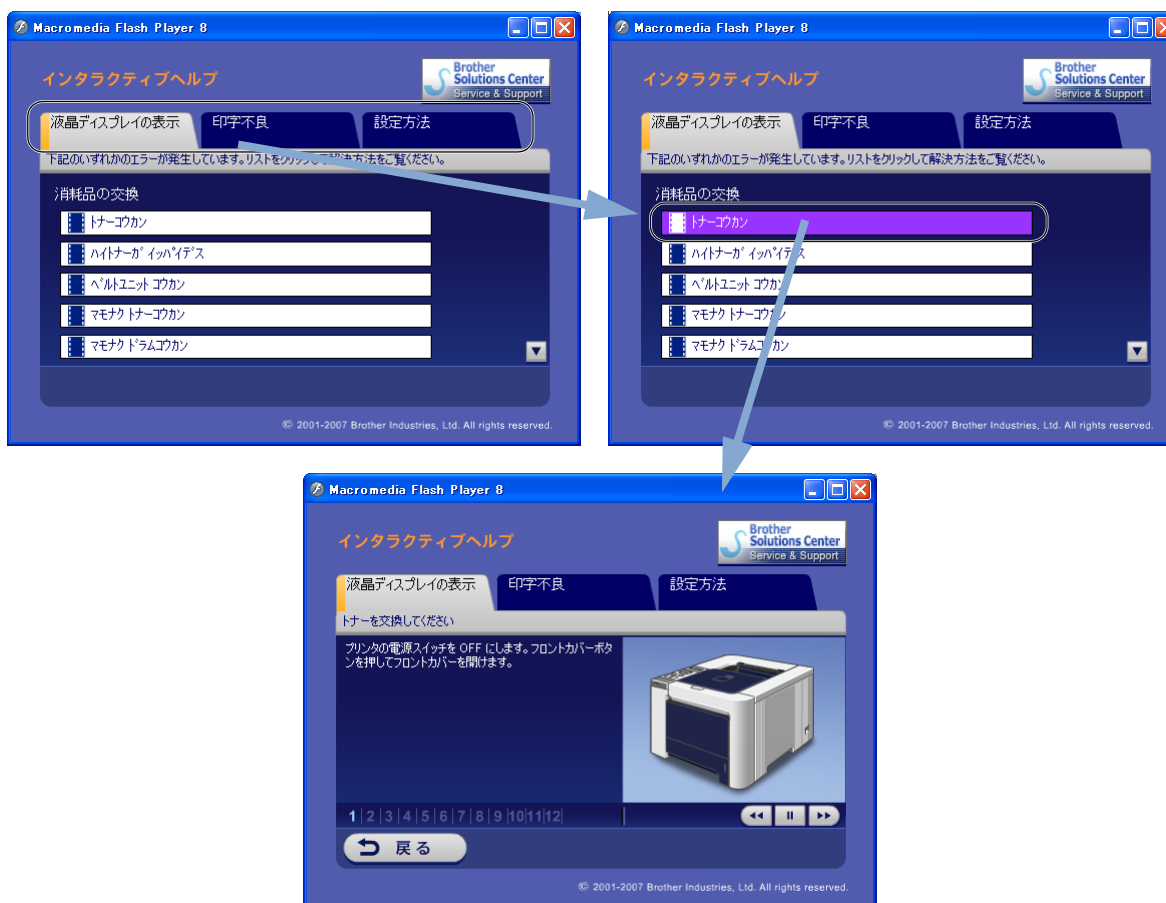 Macromedia Flash Player 8
インタラクティブヘルプ
Brother
Solutions Center
Service & Support
液晶ディスプレイの表示 印字不良 設定方法
下記のいずれかのエラーが発生しています。リストをクリックして解決方法をご覧ください。
消耗品の交換
トナーコウカン
ハイトナーガ イッパイデス
ベルトユニット コウカン
マモナク トナーコウカン
マモナク ドラムコウカン
© 2001-2007 Brother Industries, Ltd. All rights reserved.
Macromedia Flash Player 8
インタラクティブヘルプ
Brother
Solutions Center
Service & Support
液晶ディスプレイの表示 印字不良 設定方法
下記のいずれかのエラーが発生しています。リストをクリックして解決方法をご覧ください。
消耗品の交換
トナーコウカン
ハイトナーガ イッパイデス
ベルトユニット コウカン
マモナク トナーコウカン
マモナク ドラムコウカン
© 2001-2007 Brother Industries, Ltd. All rights reserved.
Macromedia Flash Player 8
インタラクティブヘルプ
Brother
Solutions Center
Service & Support
液晶ディスプレイの表示 印字不良 設定方法
トナーを交換してください
プリンタの電源スイッチを OFF にします。フロントカバーボタ
ンを押してフロントカバーを開けます。
1|2|3|4|5|6|7|8|9|10|11|12|
戻る
© 2001-2007 Brother Industries, Ltd. All rights reserved.